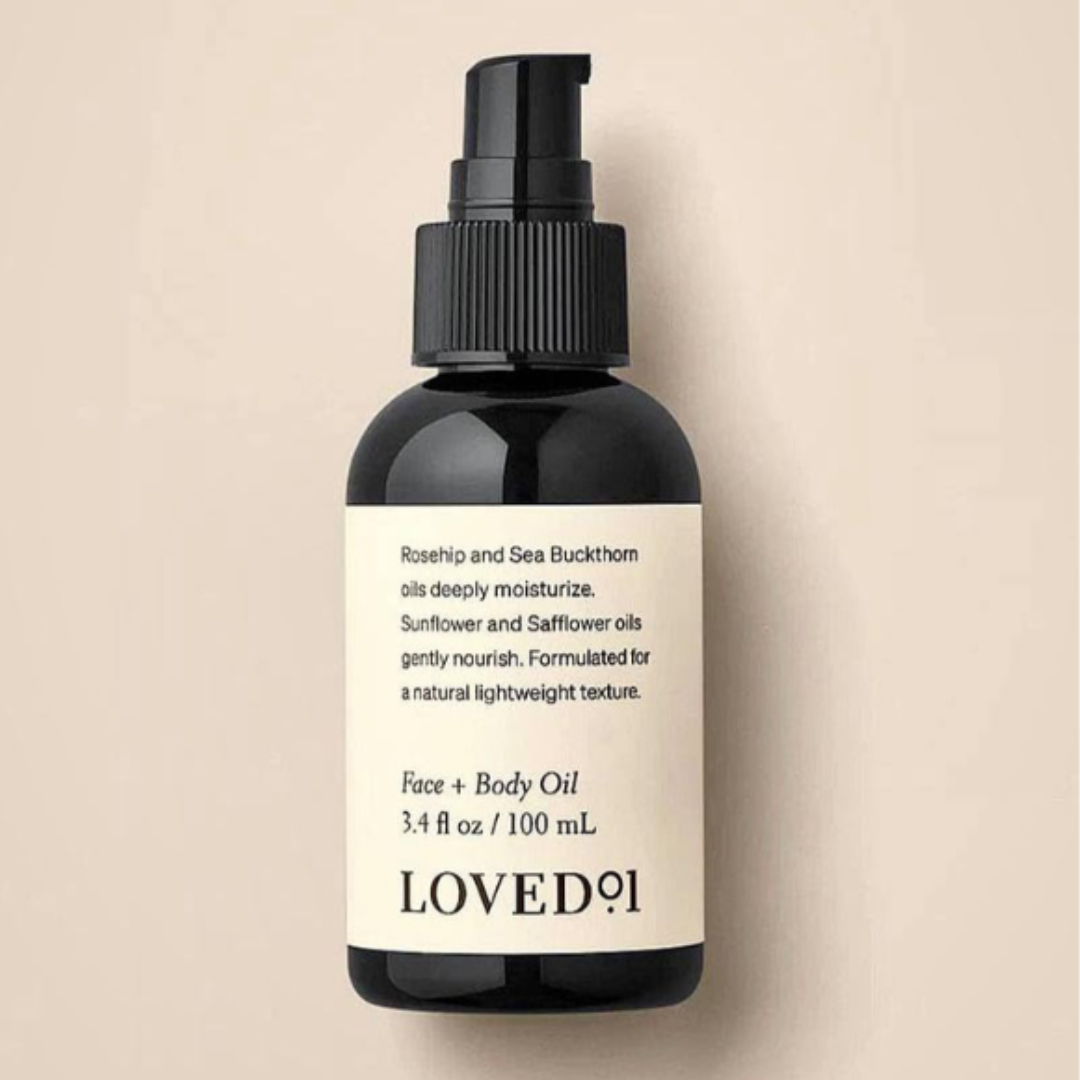 Rosehip and Sea Buckthorn
oils deeply moisturize.
Sunflower and Safflower oils
gently nourish. Formulated for
a natural lightweight texture.
Face + Body Oil
3.4 fl oz / 100 mL
LOVED01